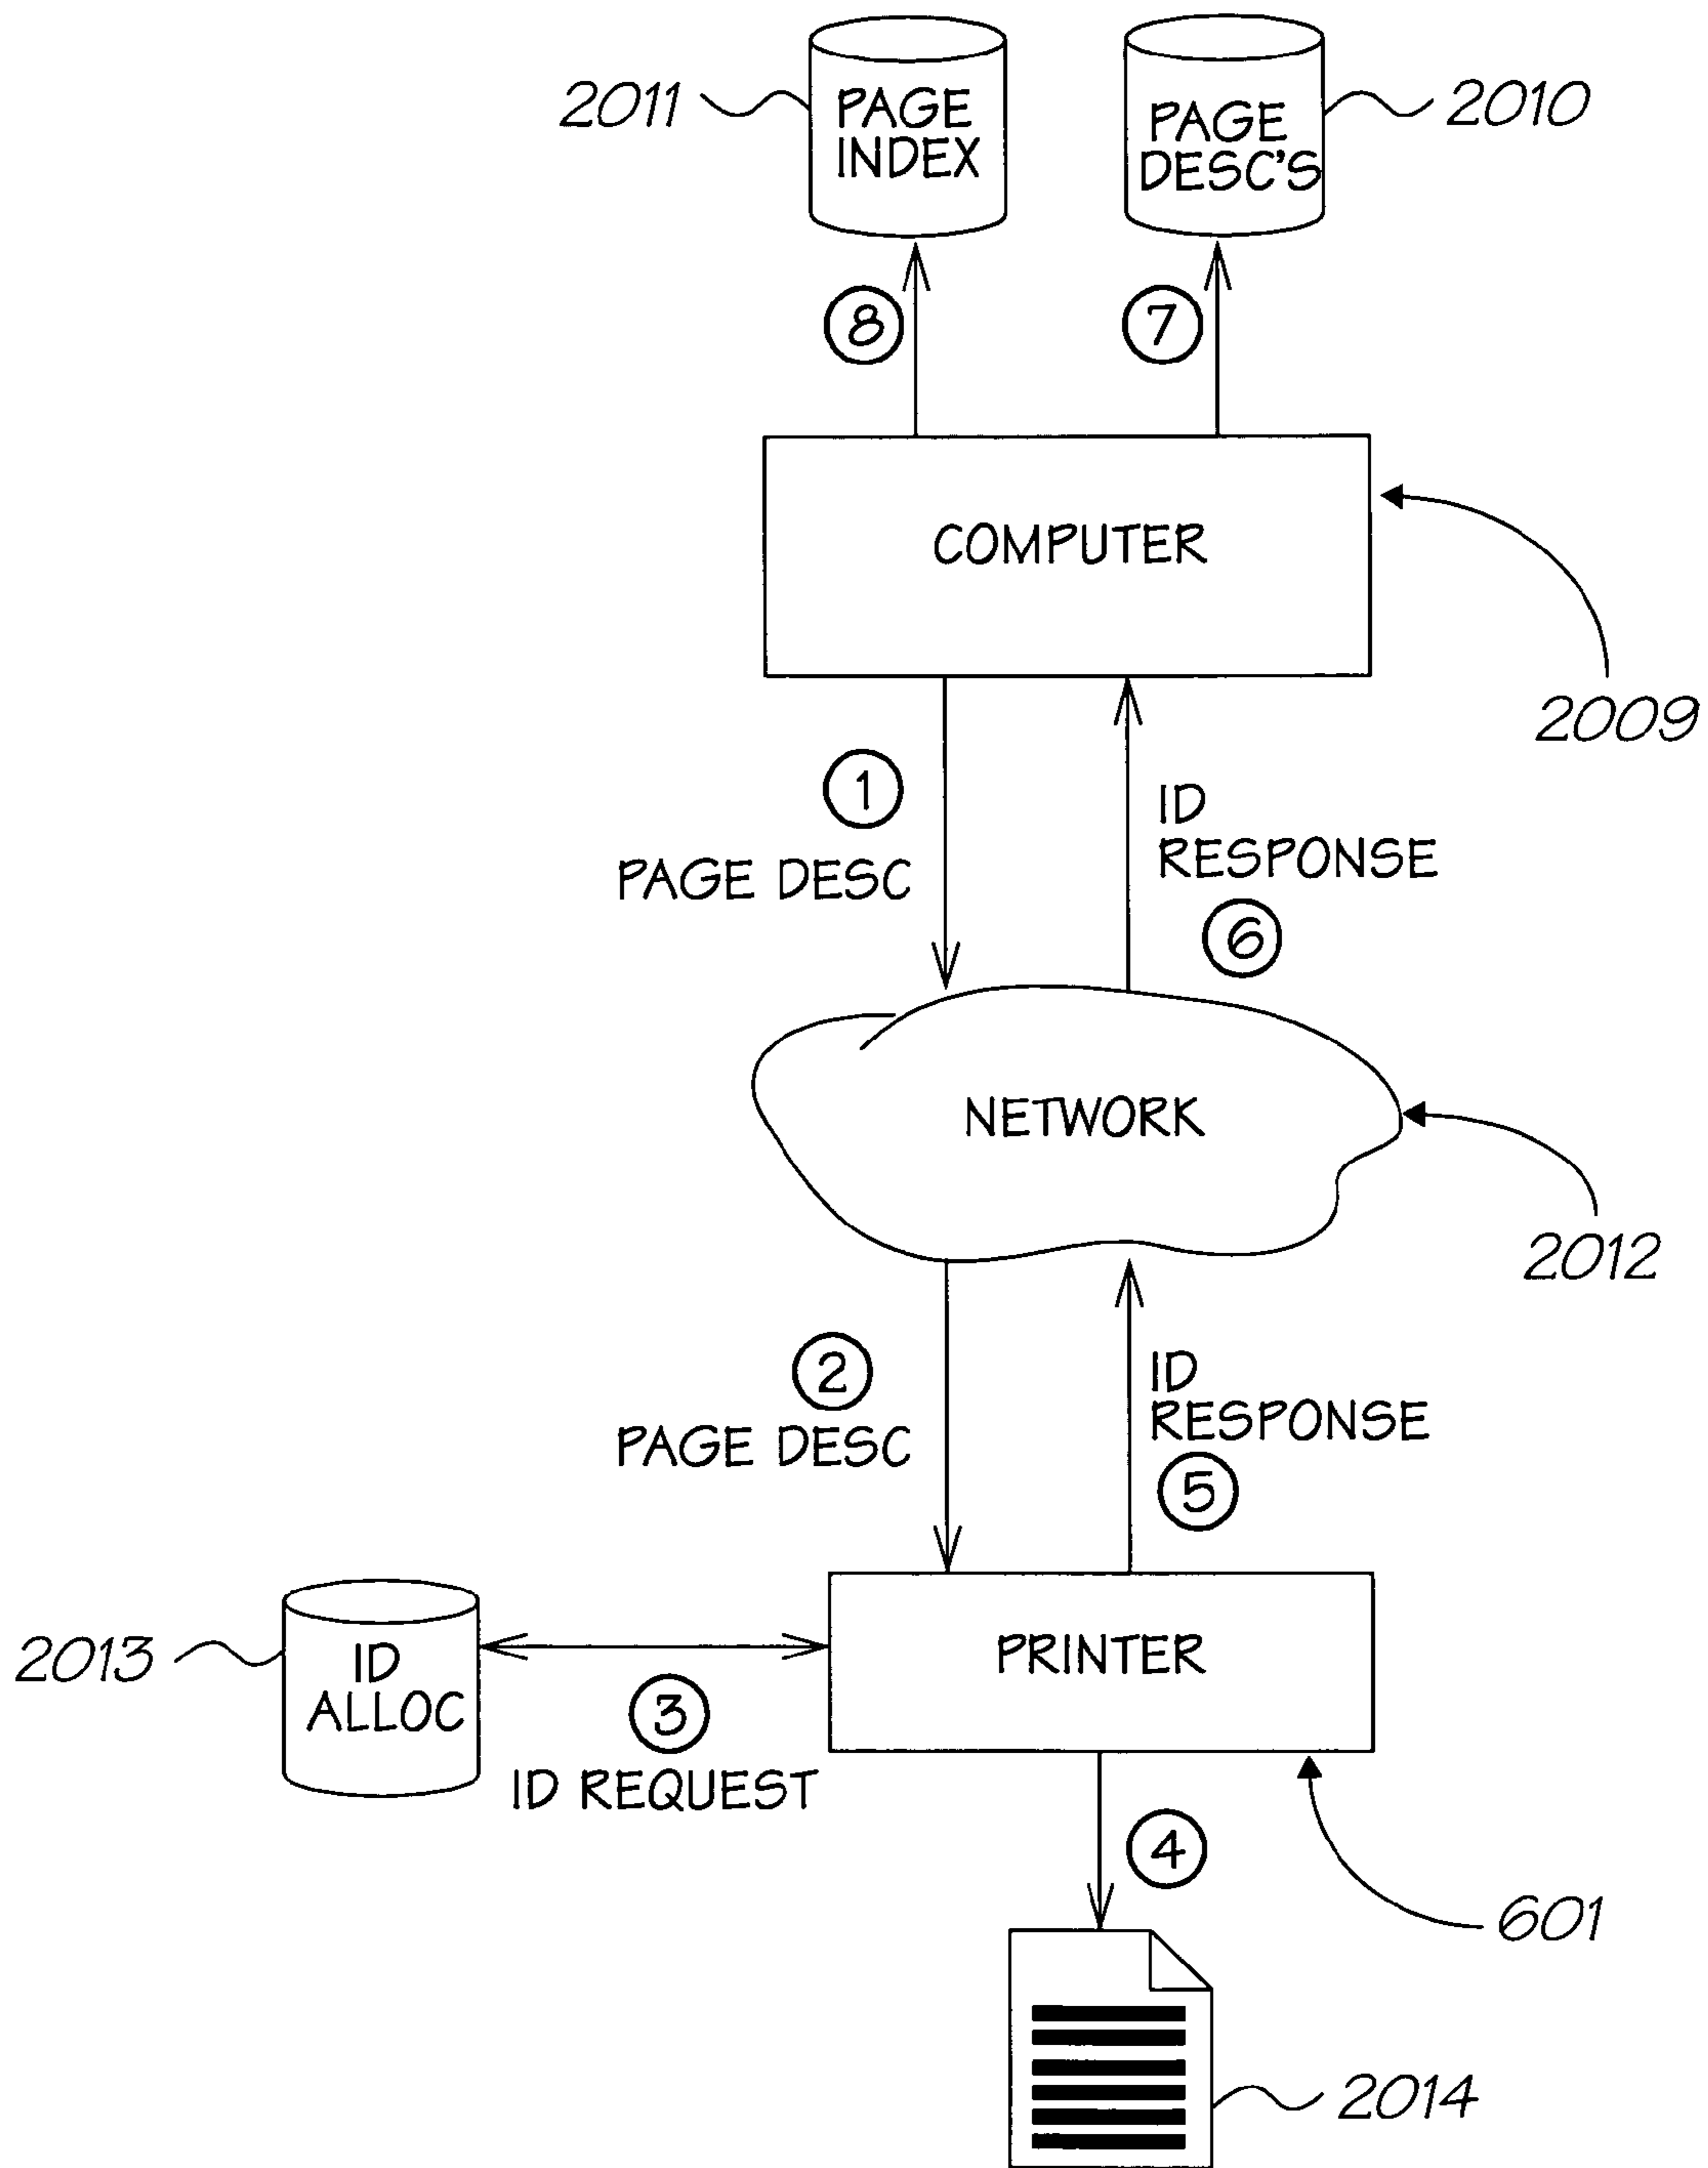 2011
PAGE
INDEX
PAGE
DESC'S
2010
8
7
COMPUTER
2009
1
PAGE DESC
ID
RESPONSE
6
NETWORK
2012
2
PAGE DESC
ID
RESPONSE
5
2013
ID
ALLOC
3
ID REQUEST
PRINTER
4
601
2014